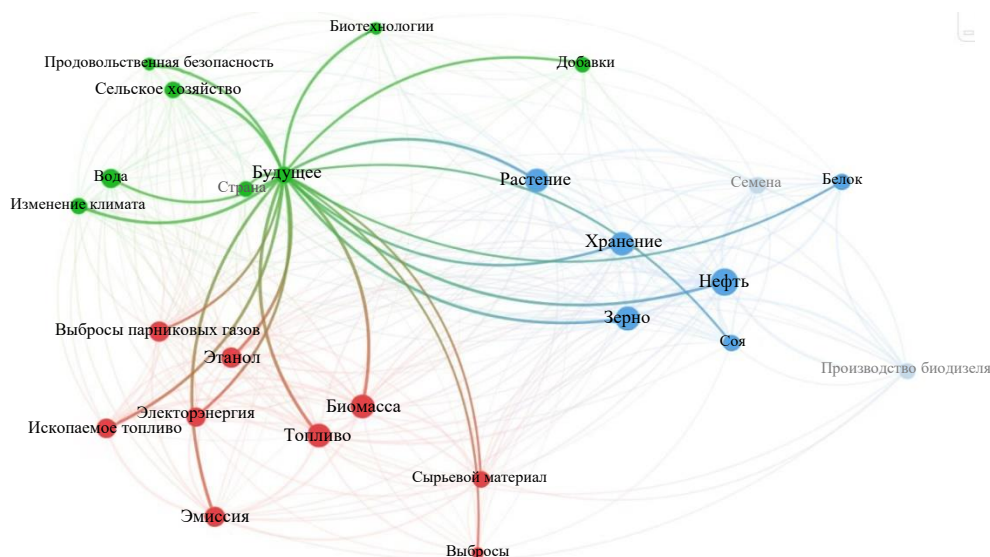 Биотехнологии
Продовольственная безопасность
Добавки
Сельское хозяйство
Вода
Будущее
Страна
Растение
Семена
Белок
Изменение климата
Хранение
Нефть
Зерно
Выбросы парниковых газов
Соя
Этанол
Производство биодизеля
Биомасса
Электорэнергия
Ископаемое топливо
Топливо
Сырьевой материал
Эмиссия
Выбросы